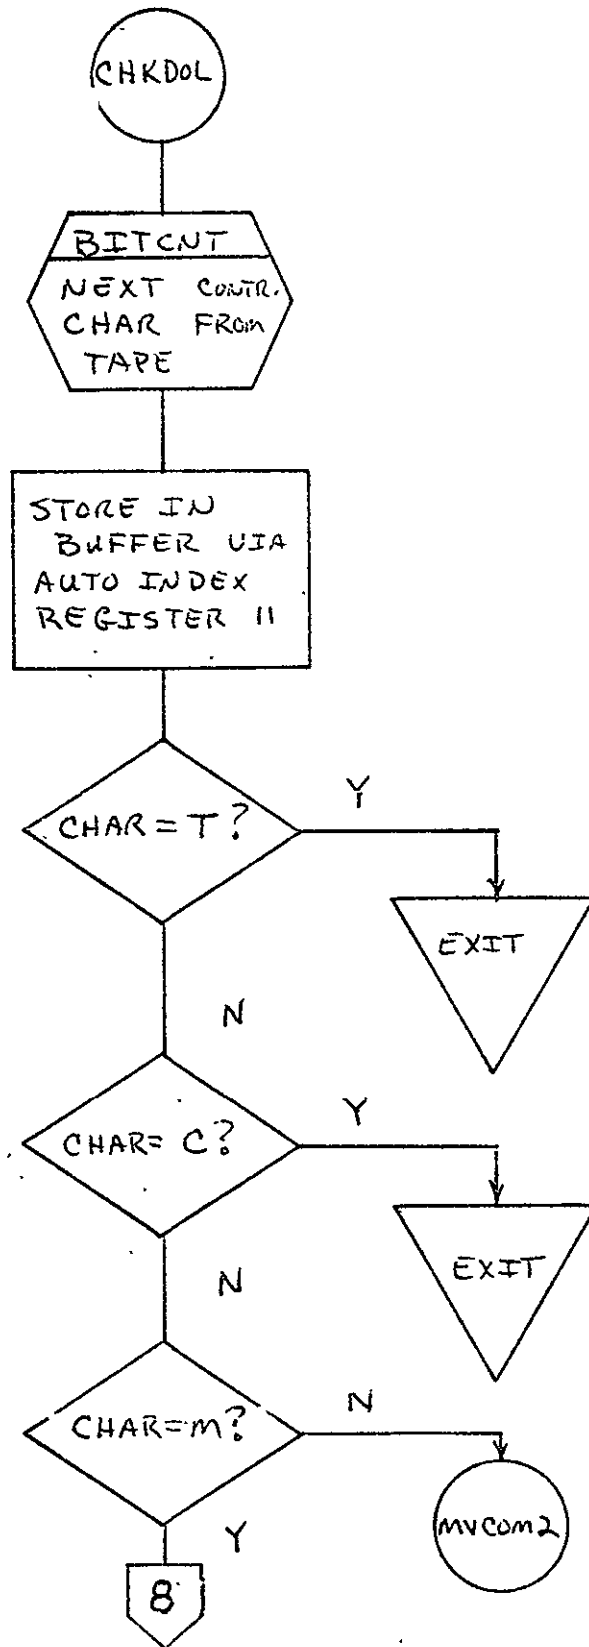 CHKDOL
BITCNT
NEXT CONTR.
CHAR FROM
TAPE
STORE IN
BUFFER VIA
AUTO INDEX
REGISTER 11
CHAR = T?
Y
EXIT
N
CHAR= C?
Y
EXIT
N
CHAR=M?
N
MVCOM2
Y
8